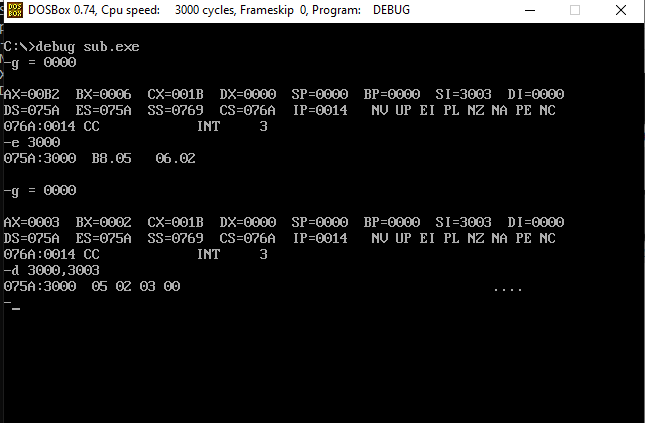 DOS
BOX
DOSBox 0.74, Cpu speed: 3000 cycles, Frameskip 0, Program: DEBUG
C:\>debug sub.exe
-g = 0000
AX=00B2 BX=0006 CX=001B DX=0000 SP=0000 BP=0000 SI=3003 DI=0000
DS=075A ES=075A SS=0769 CS=076A IP=0014 NV UP EI PL NZ NA PE NC
076A:0014 CC INT 3
-e 3000
075A:3000 B8.05 06.02
-g = 0000
AX=0003 BX=0002 CX=001B DX=0000 SP=0000 BP=0000 SI=3003 DI=0000
DS=075A ES=075A SS=0769 CS=076A IP=0014 NV UP EI PL NZ NA PE NC
076A:0014 CC INT 3
-d 3000,3003
075A:3000 05 02 03 00 ....
-_